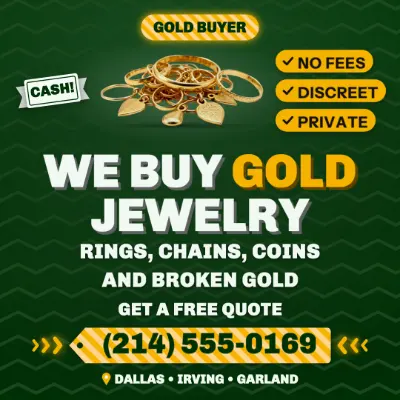 GOLD BUYER
CASH!
✓ NO FEES
✓ DISCREET
✓ PRIVATE
WE BUY GOLD
JEWELRY
RINGS, CHAINS, COINS
AND BROKEN GOLD
GET A FREE QUOTE
(214) 555-0169
DALLAS • IRVING • GARLAND